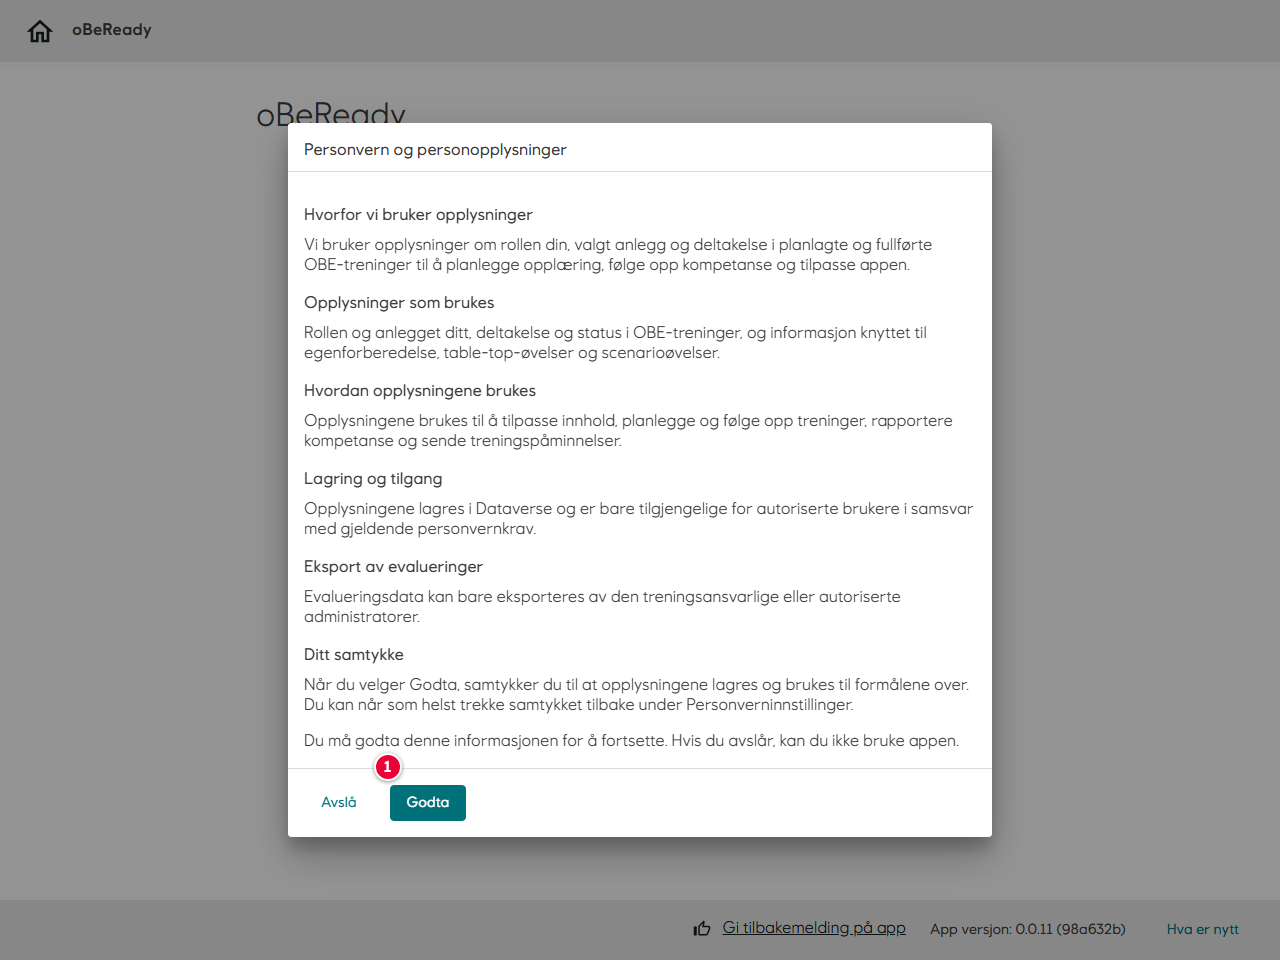 oBeReady
oBeReady
Personvern og personopplysninger
Hvorfor vi bruker opplysninger
Vi bruker opplysninger om rollen din, valgt anlegg og deltakelse i planlagte og fullførte
OBE-treninger til å planlegge opplæring, følge opp kompetanse og tilpasse appen.
Opplysninger som brukes
Rollen og anlegget ditt, deltakelse og status i OBE-treninger, og informasjon knyttet til
egenforberedelse, table-top-øvelser og scenarioøvelser.
Hvordan opplysningene brukes
Opplysningene brukes til å tilpasse innhold, planlegge og følge opp treninger, rapportere
kompetanse og sende treningspåminnelser.
Lagring og tilgang
Opplysningene lagres i Dataverse og er bare tilgjengelige for autoriserte brukere i samsvar
med gjeldende personvernkrav.
Eksport av evalueringer
Evalueringsdata kan bare eksporteres av den treningsansvarlige eller autoriserte
administratorer.
Ditt samtykke
Når du velger Godta, samtykker du til at opplysningene lagres og brukes til formålene over.
Du kan når som helst trekke samtykket tilbake under Personverninnstillinger.
Du må godta denne informasjonen for å fortsette. Hvis du avslår, kan du ikke bruke appen.
1
Avslå Godta
Gi tilbakemelding på app App versjon: 0.0.11 (98a632b) Hva er nytt